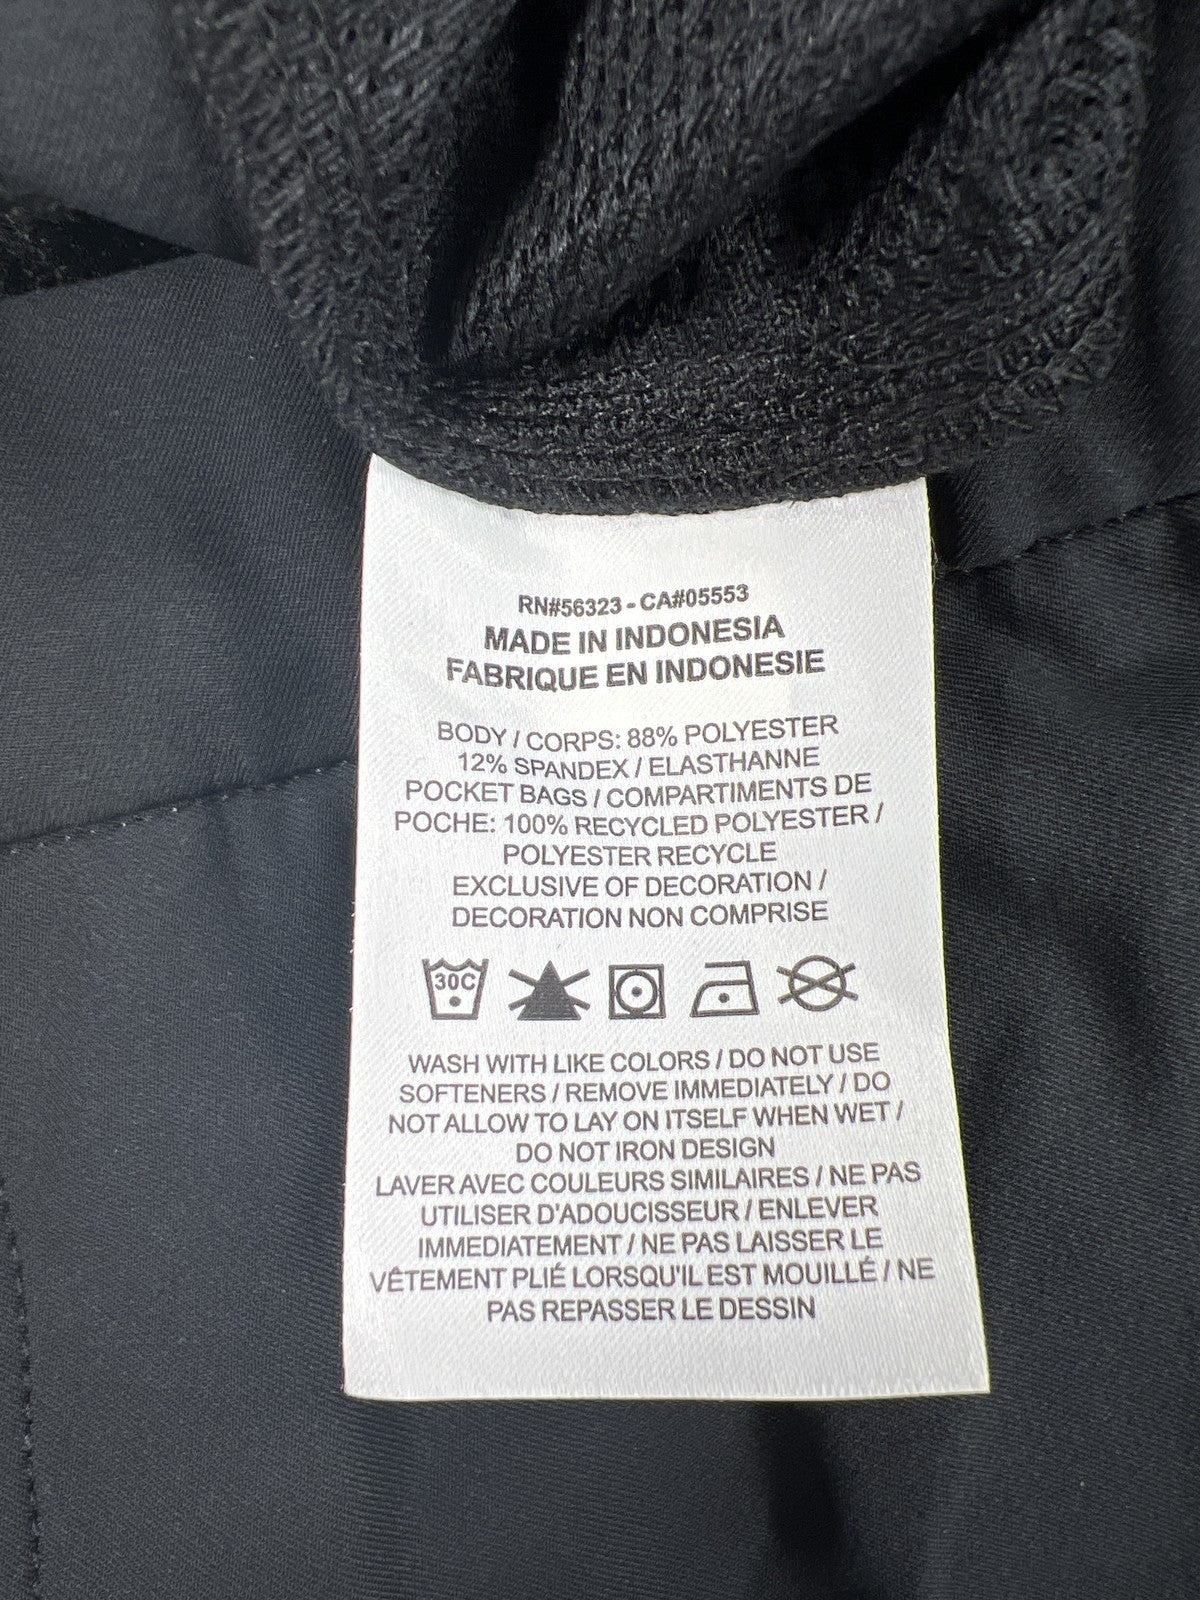 RN#56323 - CA#05553
MADE IN INDONESIA
FABRIQUE EN INDONESIE
BODY / CORPS: 88% POLYESTER
12% SPANDEX / ELASTHANNE
POCKET BAGS / COMPARTIMENTS DE
POCHE: 100% RECYCLED POLYESTER /
POLYESTER RECYCLE
EXCLUSIVE OF DECORATION /
DECORATION NON COMPRISE
30C
WASH WITH LIKE COLORS / DO NOT USE
SOFTENERS / REMOVE IMMEDIATELY / DO
NOT ALLOW TO LAY ON ITSELF WHEN WET /
DO NOT IRON DESIGN
LAVER AVEC COULEURS SIMILAIRES / NE PAS
UTILISER D'ADOUCISSEUR / ENLEVER
IMMEDIATEMENT / NE PAS LAISSER LE
VÊTEMENT PLIÉ LORSQU'IL EST MOUILLÉ / NE
PAS REPASSER LE DESSIN